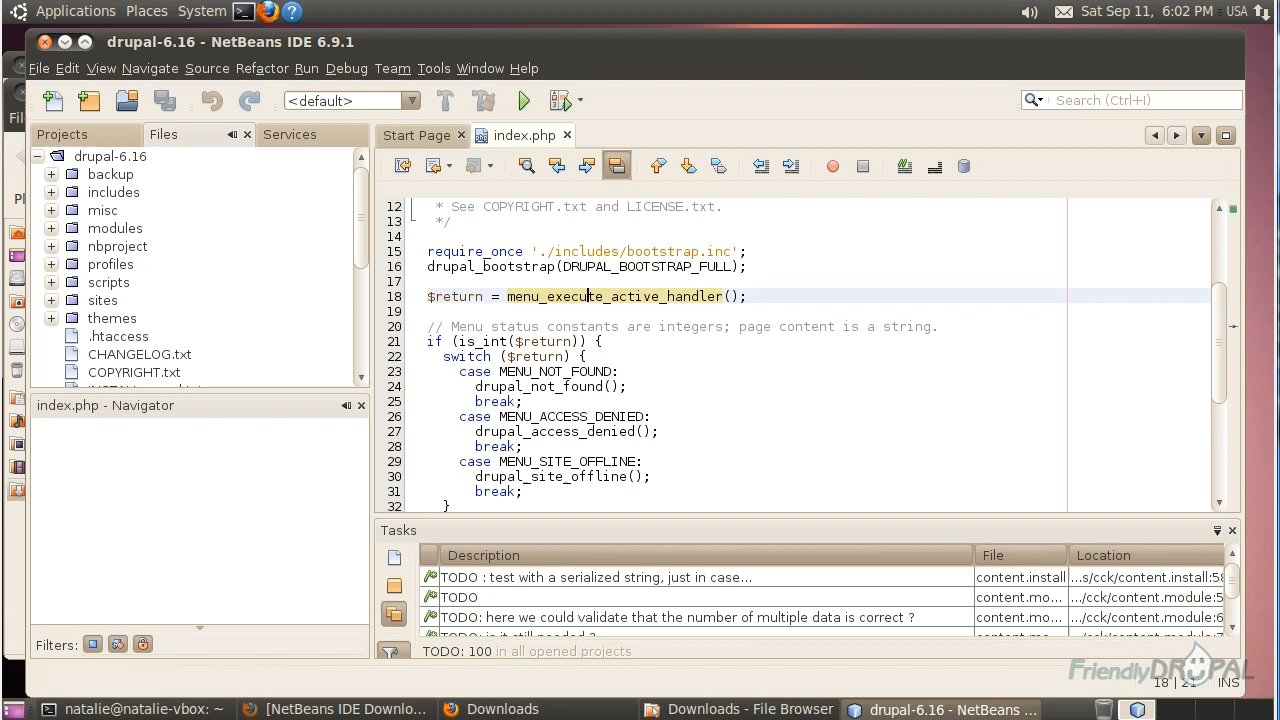 Applications Places System
Sat Sep 11, 6:02 PM USA
drupal-6.16 - NetBeans IDE 6.9.1
File Edit View Navigate Source Refactor Run Debug Team Tools Window Help
<default>
Search (Ctrl+I)
Projects Files Services
Start Page index.php
drupal-6.16
backup
includes
misc
modules
nbproject
profiles
scripts
sites
themes
.htaccess
CHANGELOG.txt
COPYRIGHT.txt
index.php - Navigator
Filters:
12 * See COPYRIGHT.txt and LICENSE.txt.
13 */
14
15 require_once './includes/bootstrap.inc';
16 drupal_bootstrap(DRUPAL_BOOTSTRAP_FULL);
17
18 $return = menu_execute_active_handler();
19
20 // Menu status constants are integers; page content is a string.
21 if (is_int($return)) {
22 switch ($return) {
23 case MENU_NOT_FOUND:
24 drupal_not_found();
25 break;
26 case MENU_ACCESS_DENIED:
27 drupal_access_denied();
28 break;
29 case MENU_SITE_OFFLINE:
30 drupal_site_offline();
31 break;
32 }
Tasks
Description File Location
TODO : test with a serialized string, just in case... content.install ...s/cck/content.install:58
TODO content.mo... ...s/cck/content.module:5
TODO: here we could validate that the number of multiple data is correct ? content.mo... ...s/cck/content.module:6
TODO: is it still needed ? content.mo...
TODO: 100 in all opened projects
FriendlyDRUPAL
18 | 21 INS
natalie@natalie-vbox: ~ [NetBeans IDE Downlo... Downloads Downloads - File Browser drupal-6.16 - NetBeans ...